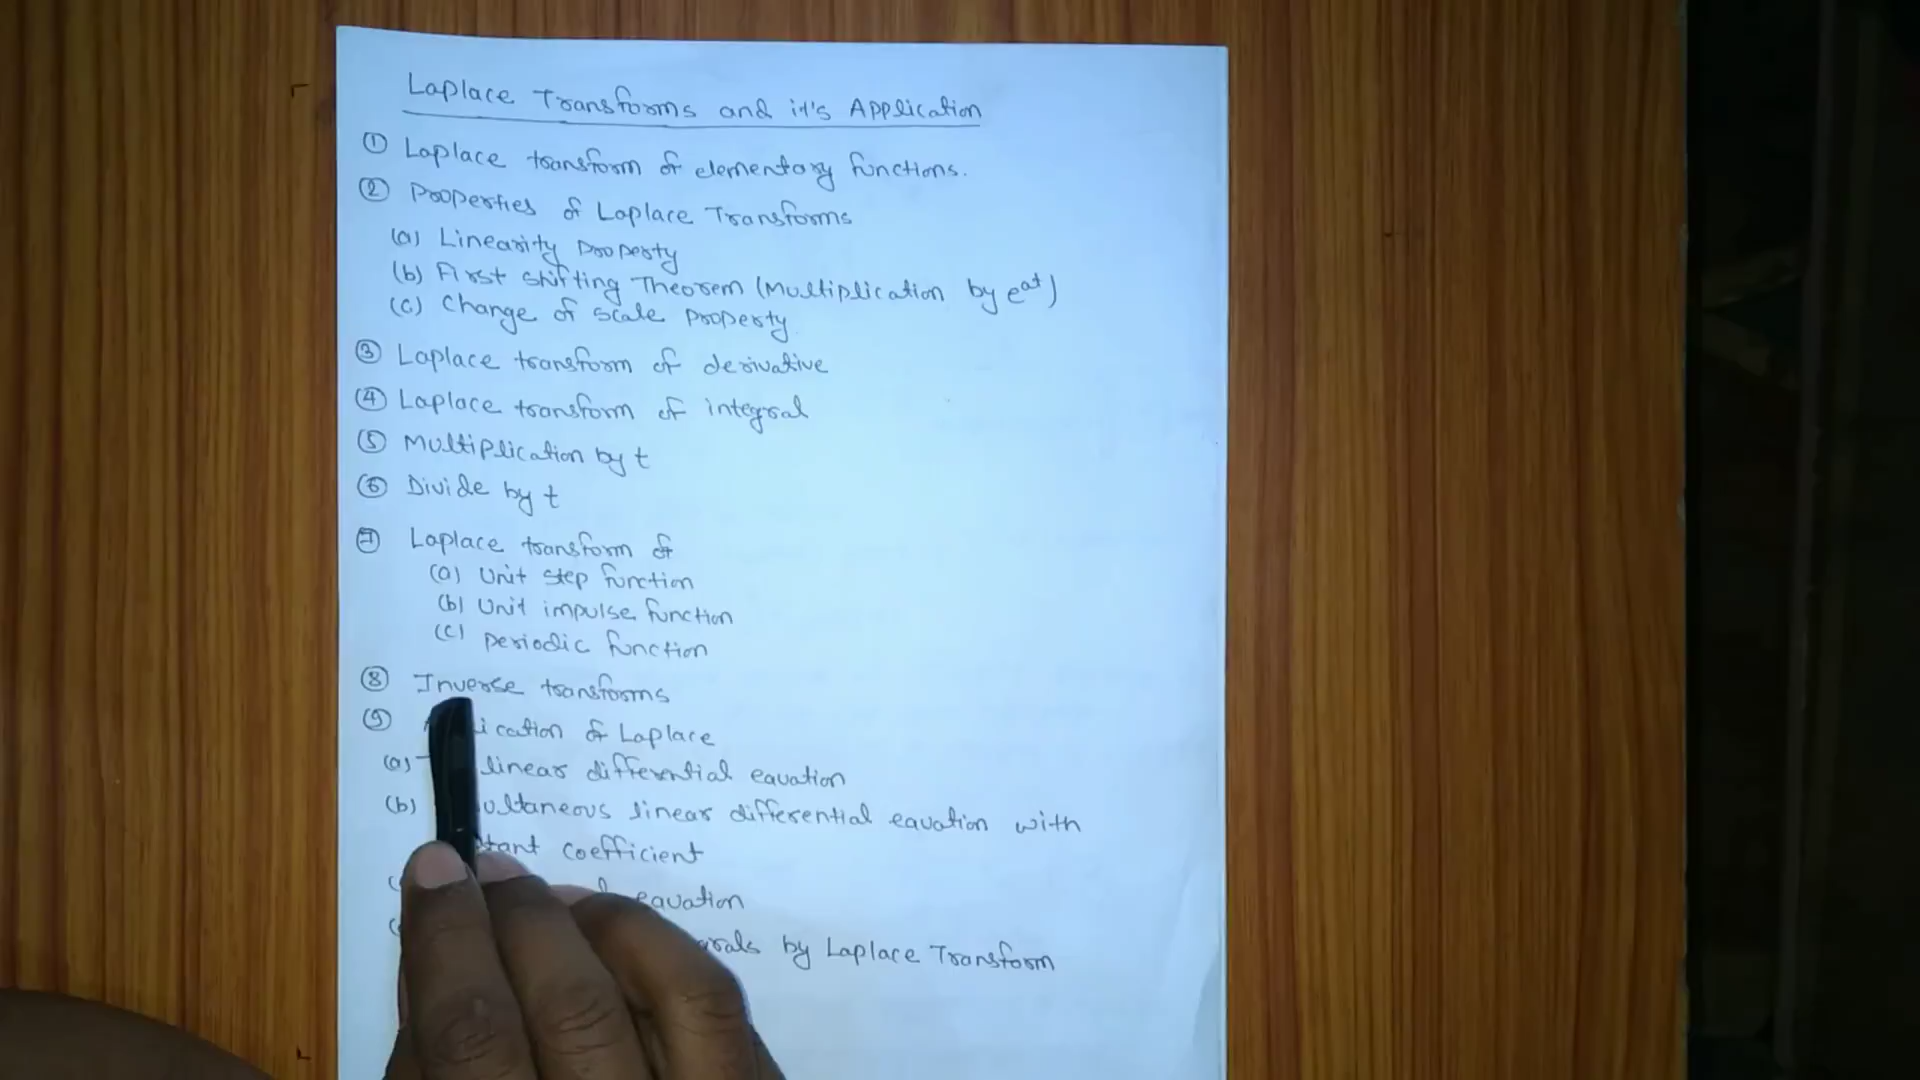 Laplace Transforms and it's Application
① Laplace transform of elementary functions.
② Properties of Laplace Transforms
(a) Linearity property
(b) First shifting Theorem (Multiplication by e^at)
(c) Change of scale property
③ Laplace transform of derivative
④ Laplace transform of integral
⑤ Multiplication by t
⑥ Divide by t
⑦ Laplace transform of
(a) Unit step function
(b) Unit impulse function
(c) periodic function
⑧ Inverse transforms
⑨ of Laplace
(a) linear differential equation
(b) linear differential equation with
coefficient
equation
by Laplace Transform